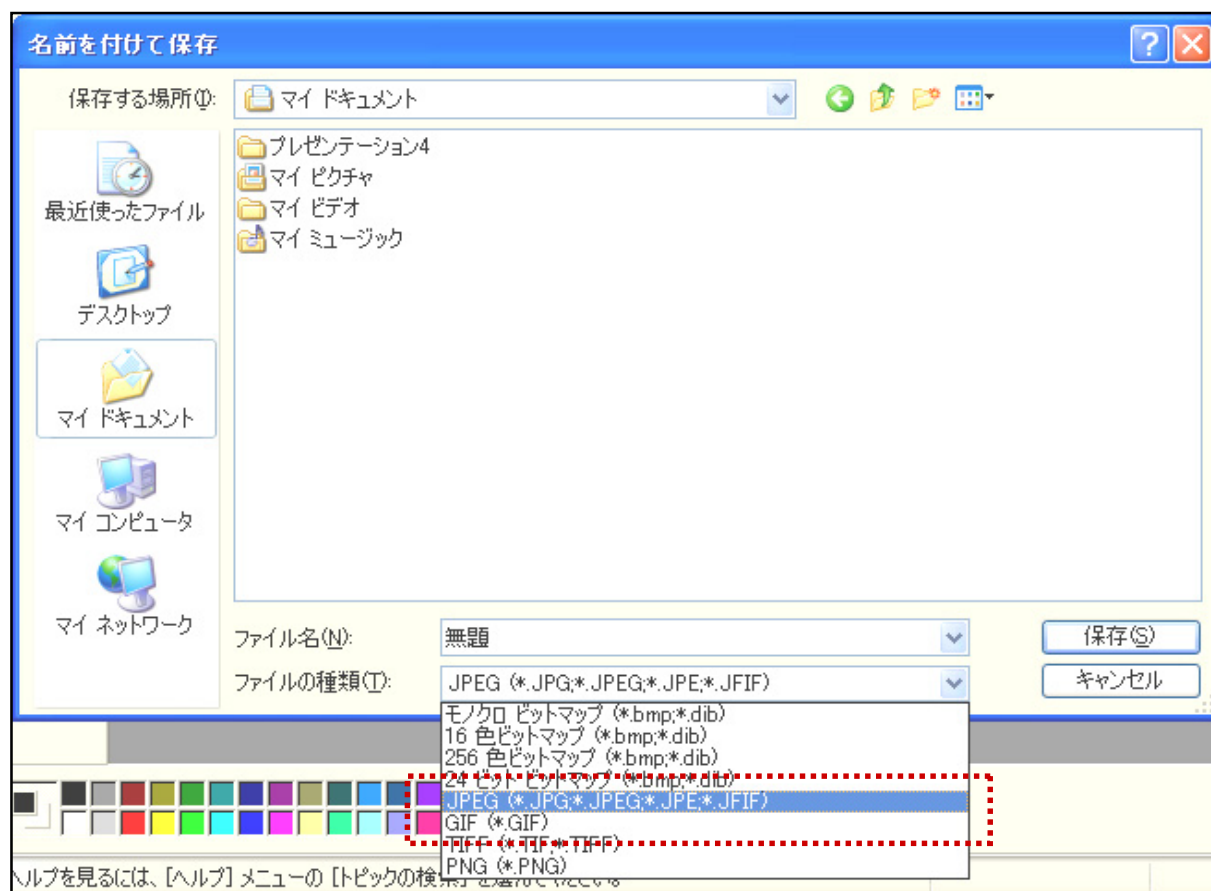 名前を付けて保存
保存する場所(I):
マイ ドキュメント
プレゼンテーション4
マイ ピクチャ
マイ ビデオ
マイ ミュージック
最近使ったファイル
デスクトップ
マイ ドキュメント
マイ コンピュータ
マイ ネットワーク
ファイル名(N):
無題
保存(S)
ファイルの種類(T):
JPEG (*.JPG;*.JPEG;*.JPE;*.JFIF)
キャンセル
モノクロ ビットマップ (*.bmp;*.dib)
16 色ビットマップ (*.bmp;*.dib)
256 色ビットマップ (*.bmp;*.dib)
24 ビット ビットマップ (*.bmp;*.dib)
JPEG (*.JPG;*.JPEG;*.JPE;*.JFIF)
GIF (*.GIF)
TIFF (*.TIF;*.TIFF)
PNG (*.PNG)
ヘルプを見るには、[ヘルプ] メニューの [トピックの検